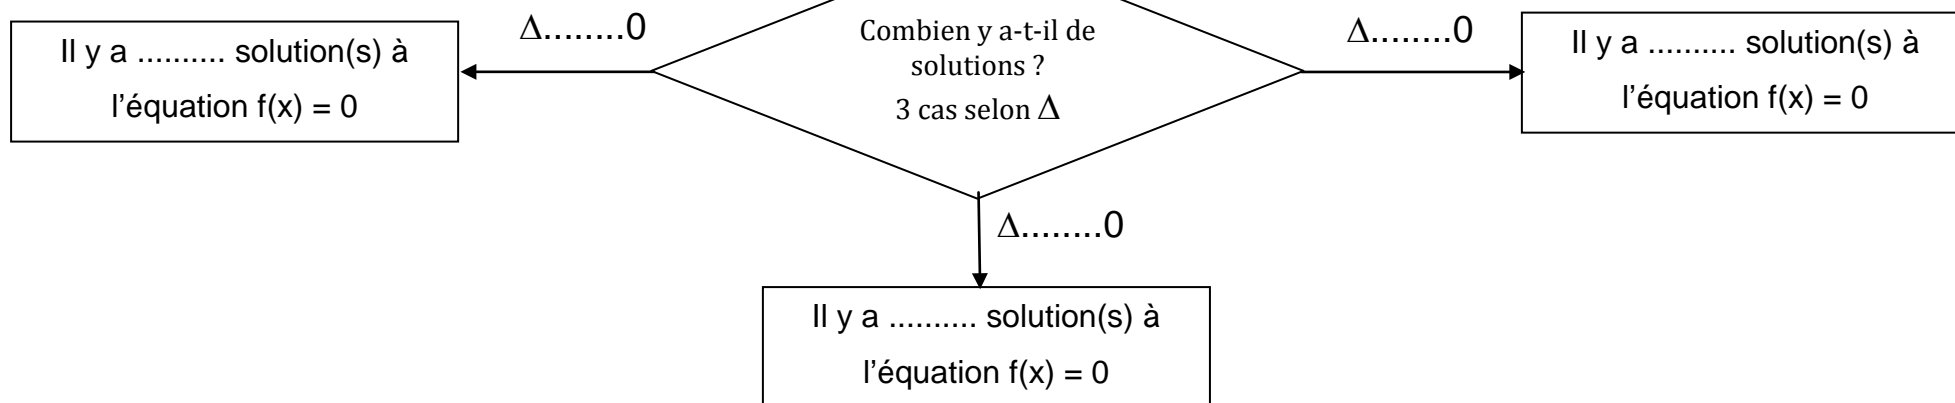 Δ........0
Il y a .......... solution(s) à
l’équation f(x) = 0
Combien y a-t-il de
solutions ?
3 cas selon Δ
Δ........0
Il y a .......... solution(s) à
l’équation f(x) = 0
Δ........0
Il y a .......... solution(s) à
l’équation f(x) = 0